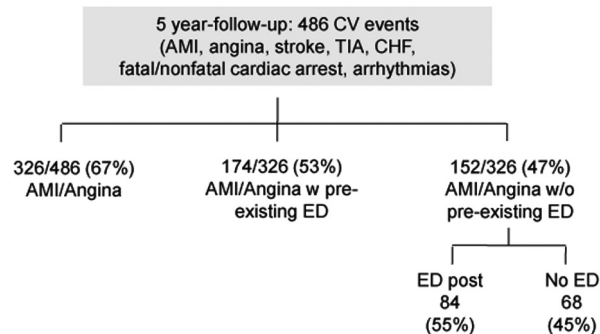 5 year-follow-up: 486 CV events
(AMI, angina, stroke, TIA, CHF,
fatal/nonfatal cardiac arrest, arrhythmias)
326/486 (67%)
AMI/Angina
174/326 (53%)
AMI/Angina w pre-
existing ED
152/326 (47%)
AMI/Angina w/o
pre-existing ED
ED post
84
(55%)
No ED
68
(45%)